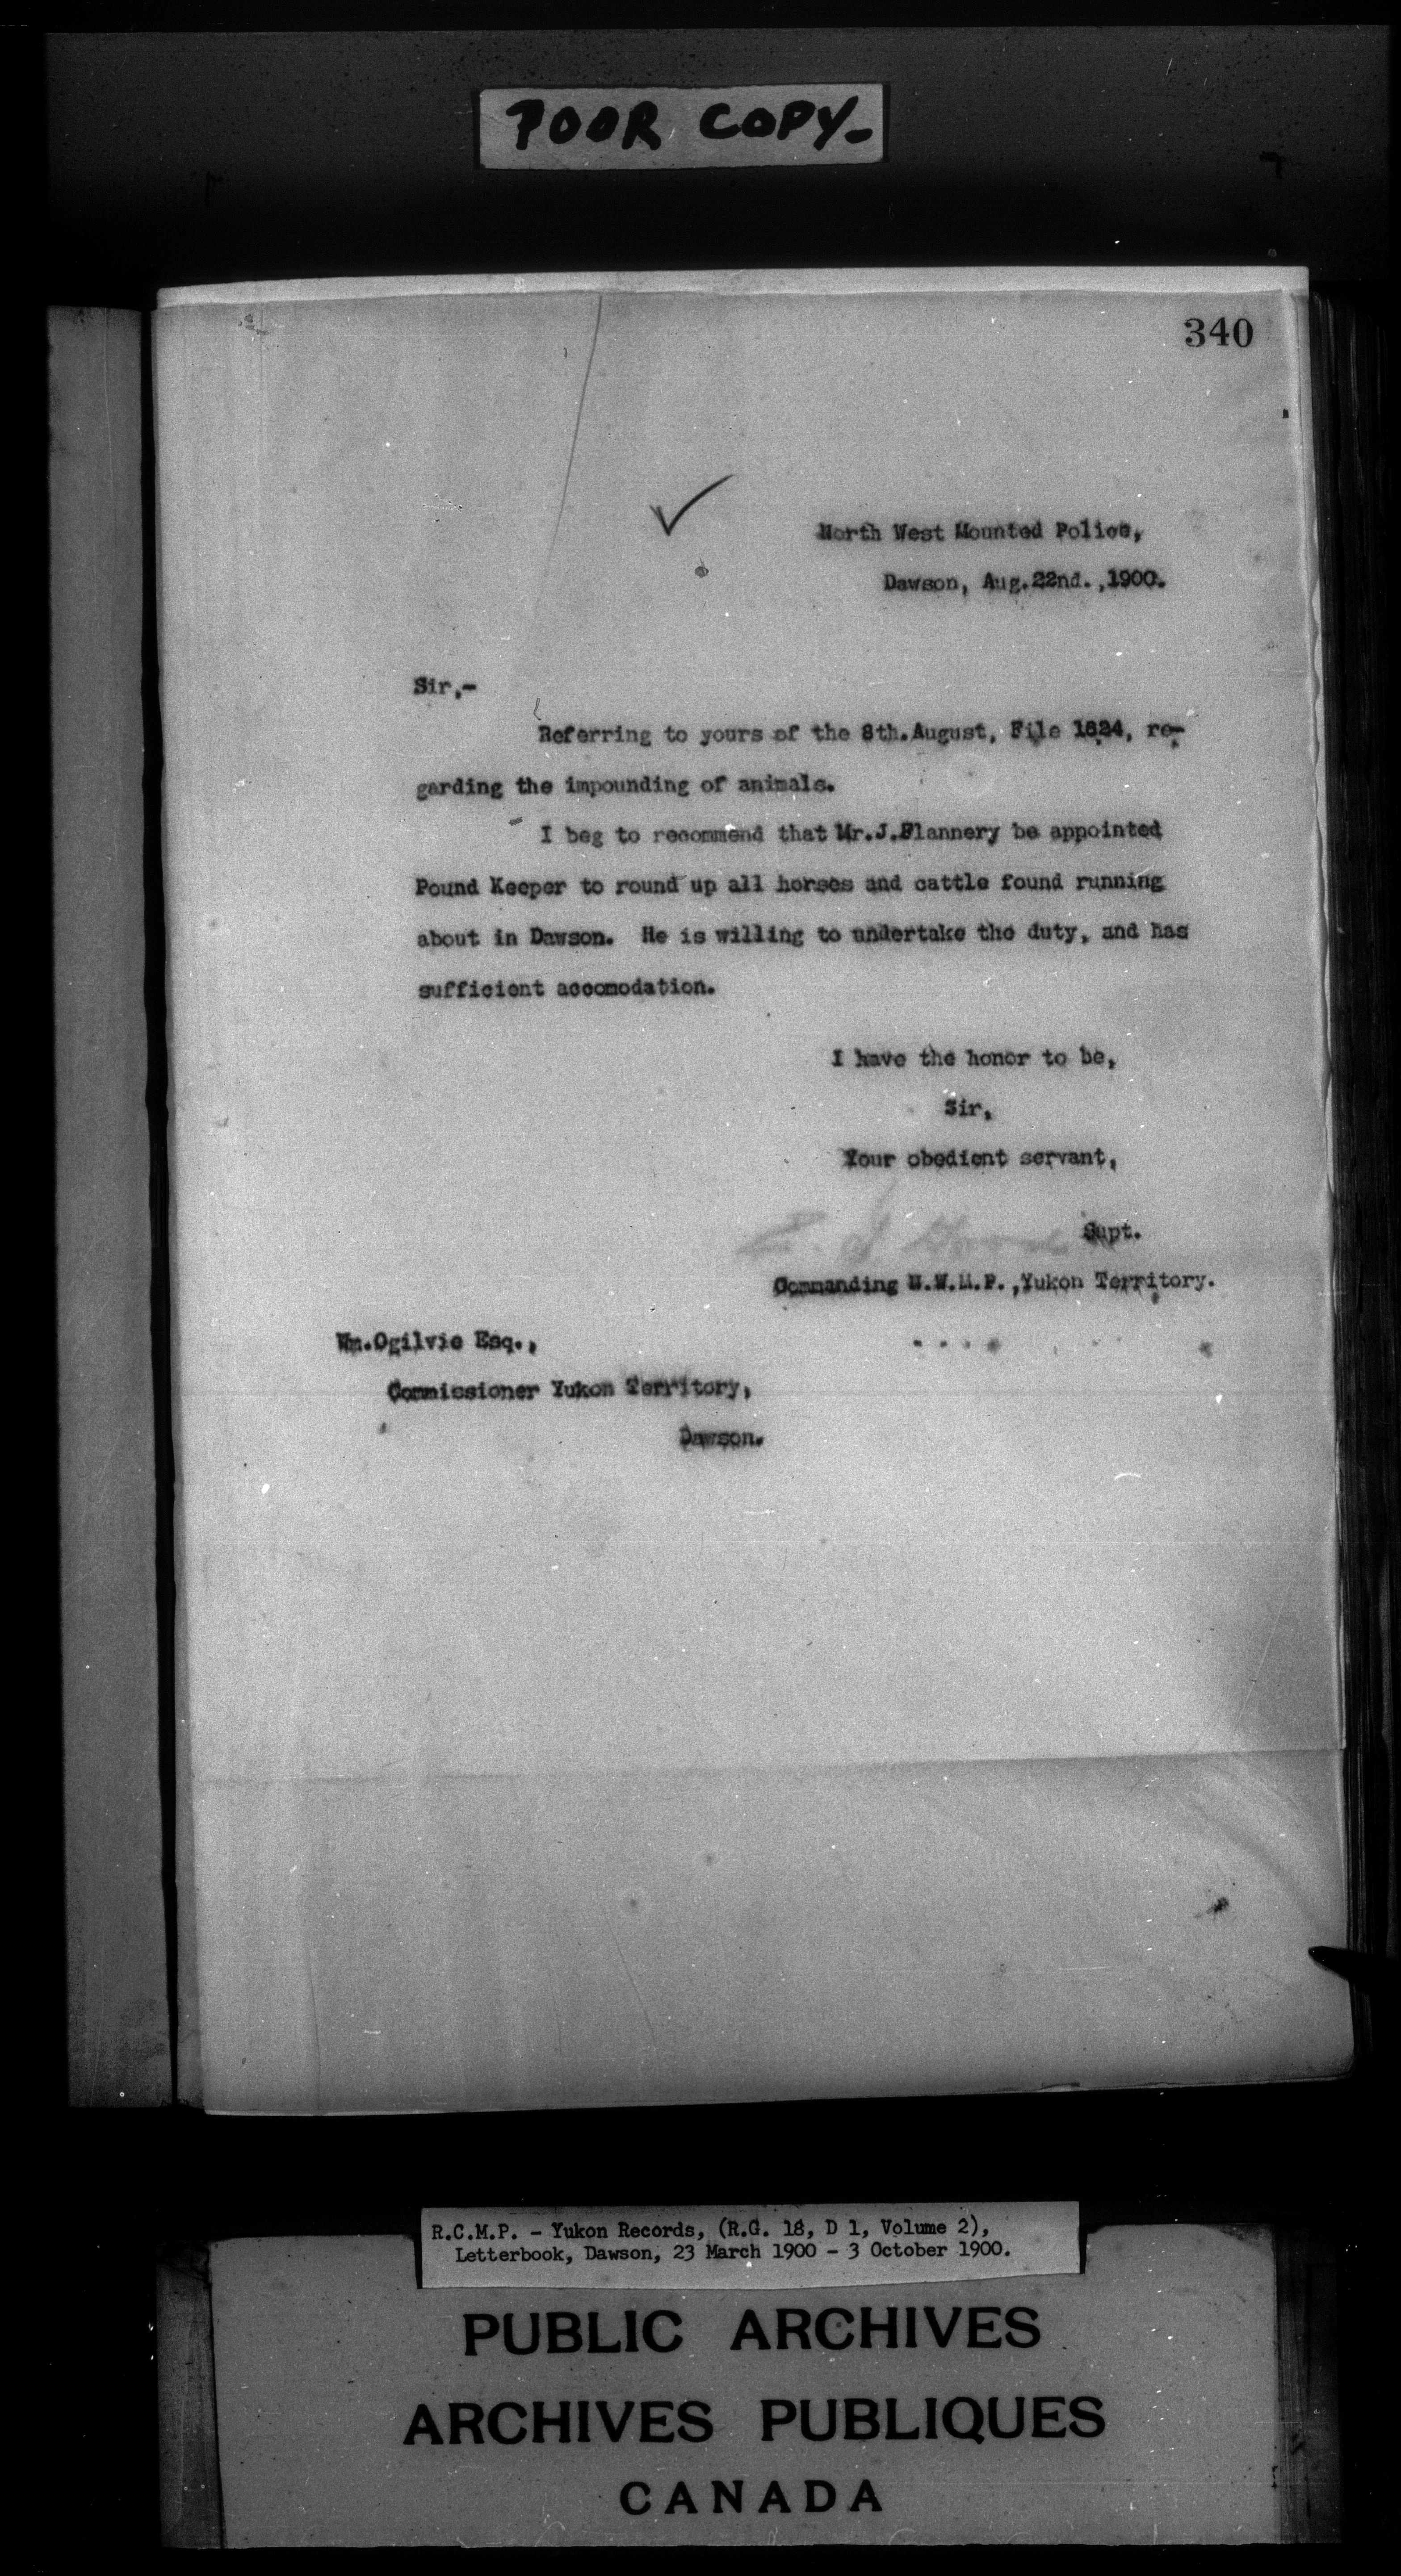 POOR COPY-
340
North West Mounted Police,
Dawson, Aug.22nd.,1900.
Sir,-
Referring to yours of the 8th.August, File 1824, re-
garding the impounding of animals.
I beg to recommend that Mr.J.Flannery be appointed
Pound Keeper to round up all horses and cattle found running
about in Dawson. He is willing to undertake the duty, and has
sufficient accomodation.
I have the honor to be,
Sir,
Your obedient servant,
Supt.
Commanding N.W.M.P.,Yukon Territory.
Wm.Ogilvie Esq.,
Commissioner Yukon Territory,
Dawson.
R.C.M.P. - Yukon Records, (R.G. 18, D 1, Volume 2),
Letterbook, Dawson, 23 March 1900 - 3 October 1900.
PUBLIC ARCHIVES
ARCHIVES PUBLIQUES
CANADA